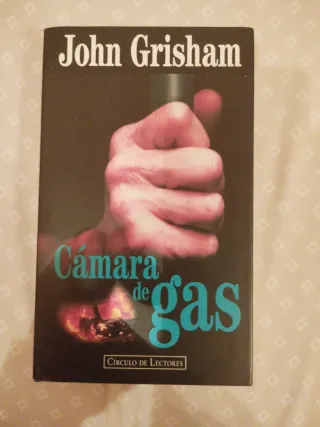 John Grisham
Cámara
de
gas
CÍRCULO DE LECTORES